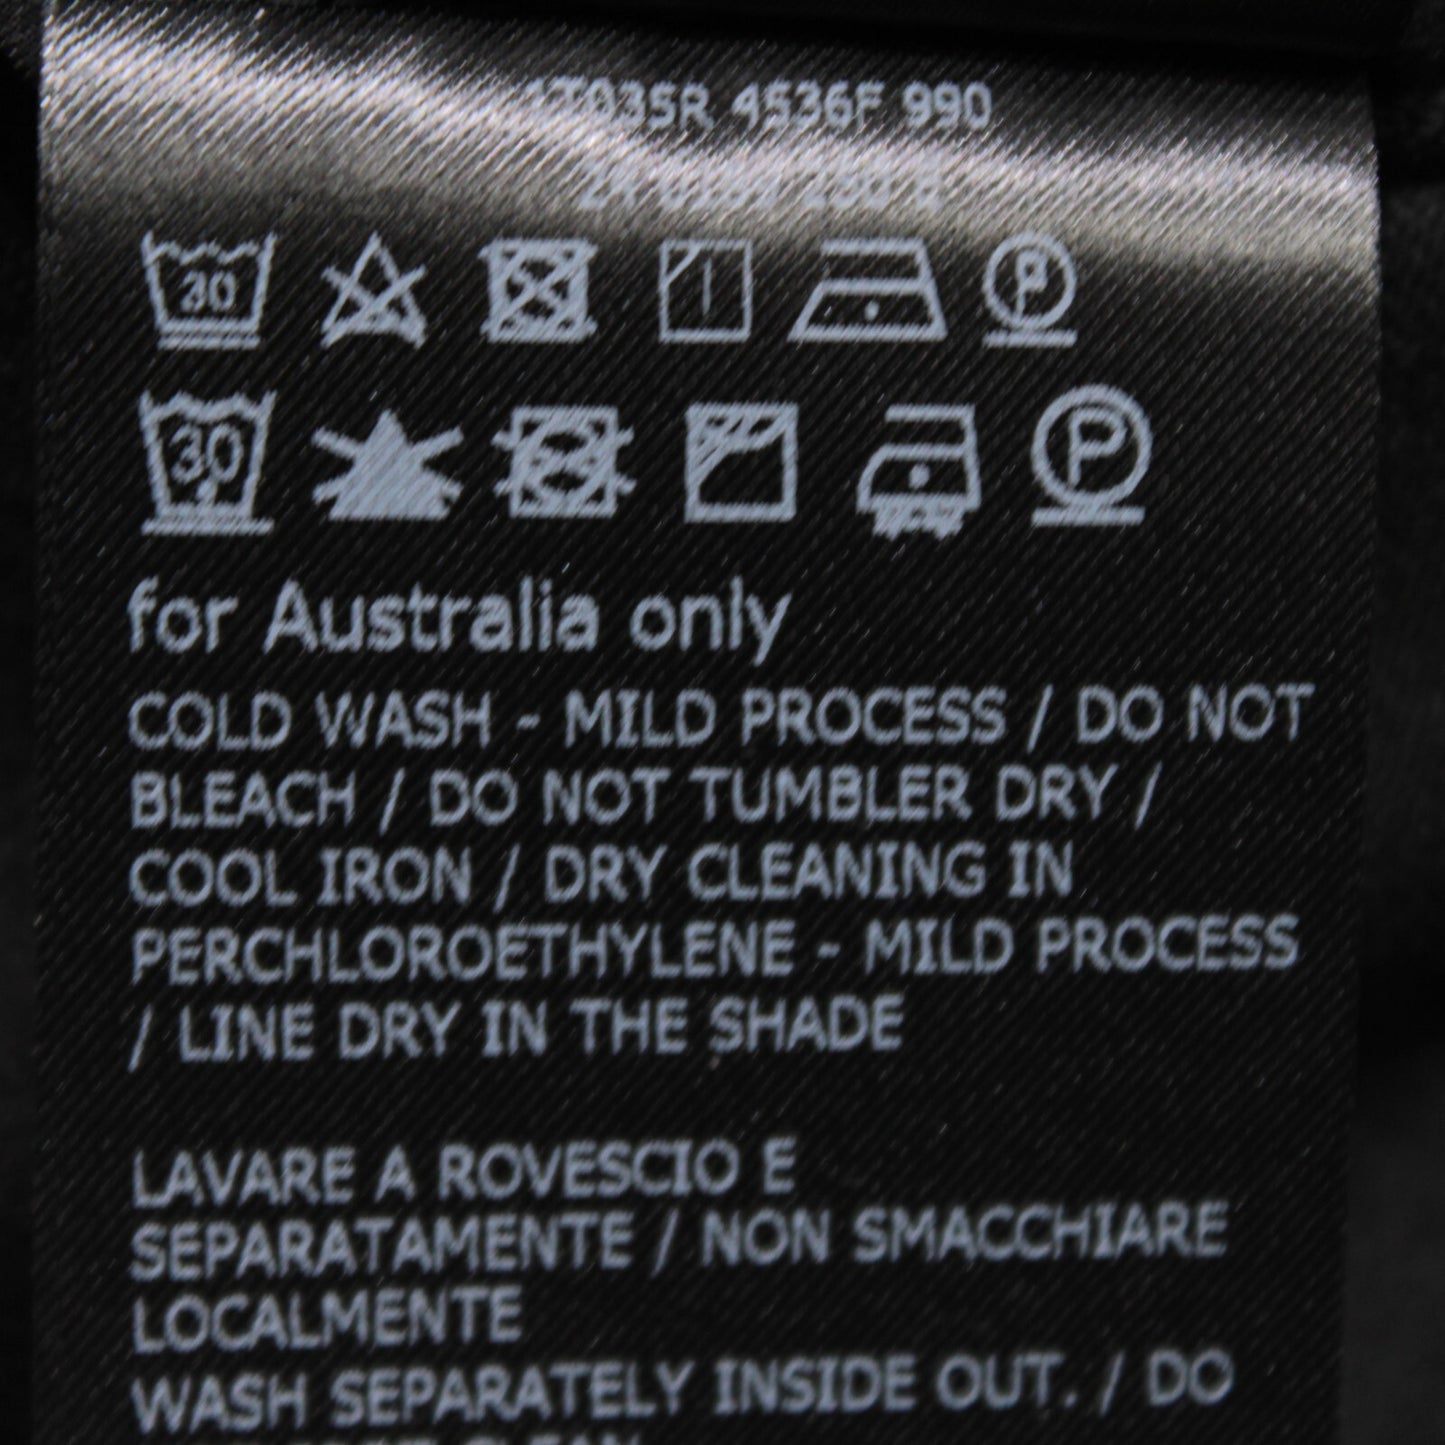 4536F 990
30
P
30
P
for Australia only
COLD WASH - MILD PROCESS / DO NOT
BLEACH / DO NOT TUMBLER DRY /
COOL IRON / DRY CLEANING IN
PERCHLOROETHYLENE - MILD PROCESS
/ LINE DRY IN THE SHADE
LAVARE A ROVESCIO E
SEPARATAMENTE / NON SMACCHIARE
LOCALMENTE
WASH SEPARATELY INSIDE OUT. / DO